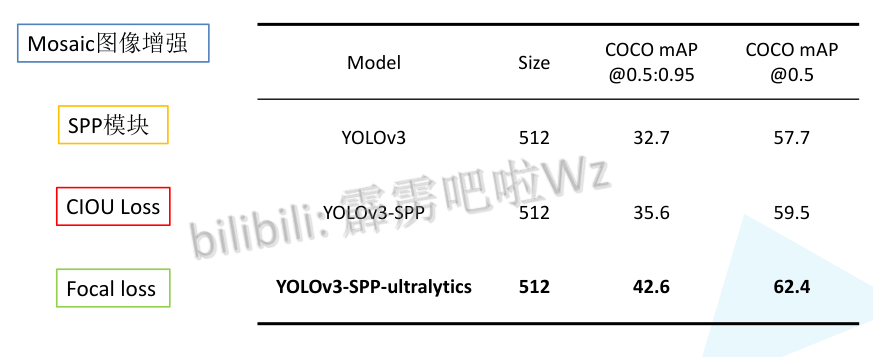 Mosaic图像增强
SPP模块
CIOU Loss
Focal loss
Model Size COCO mAP @0.5:0.95 COCO mAP @0.5
YOLOv3 512 32.7 57.7
YOLOv3-SPP 512 35.6 59.5
YOLOv3-SPP-ultralytics 512 42.6 62.4
bilibili: 霹雳吧啦Wz